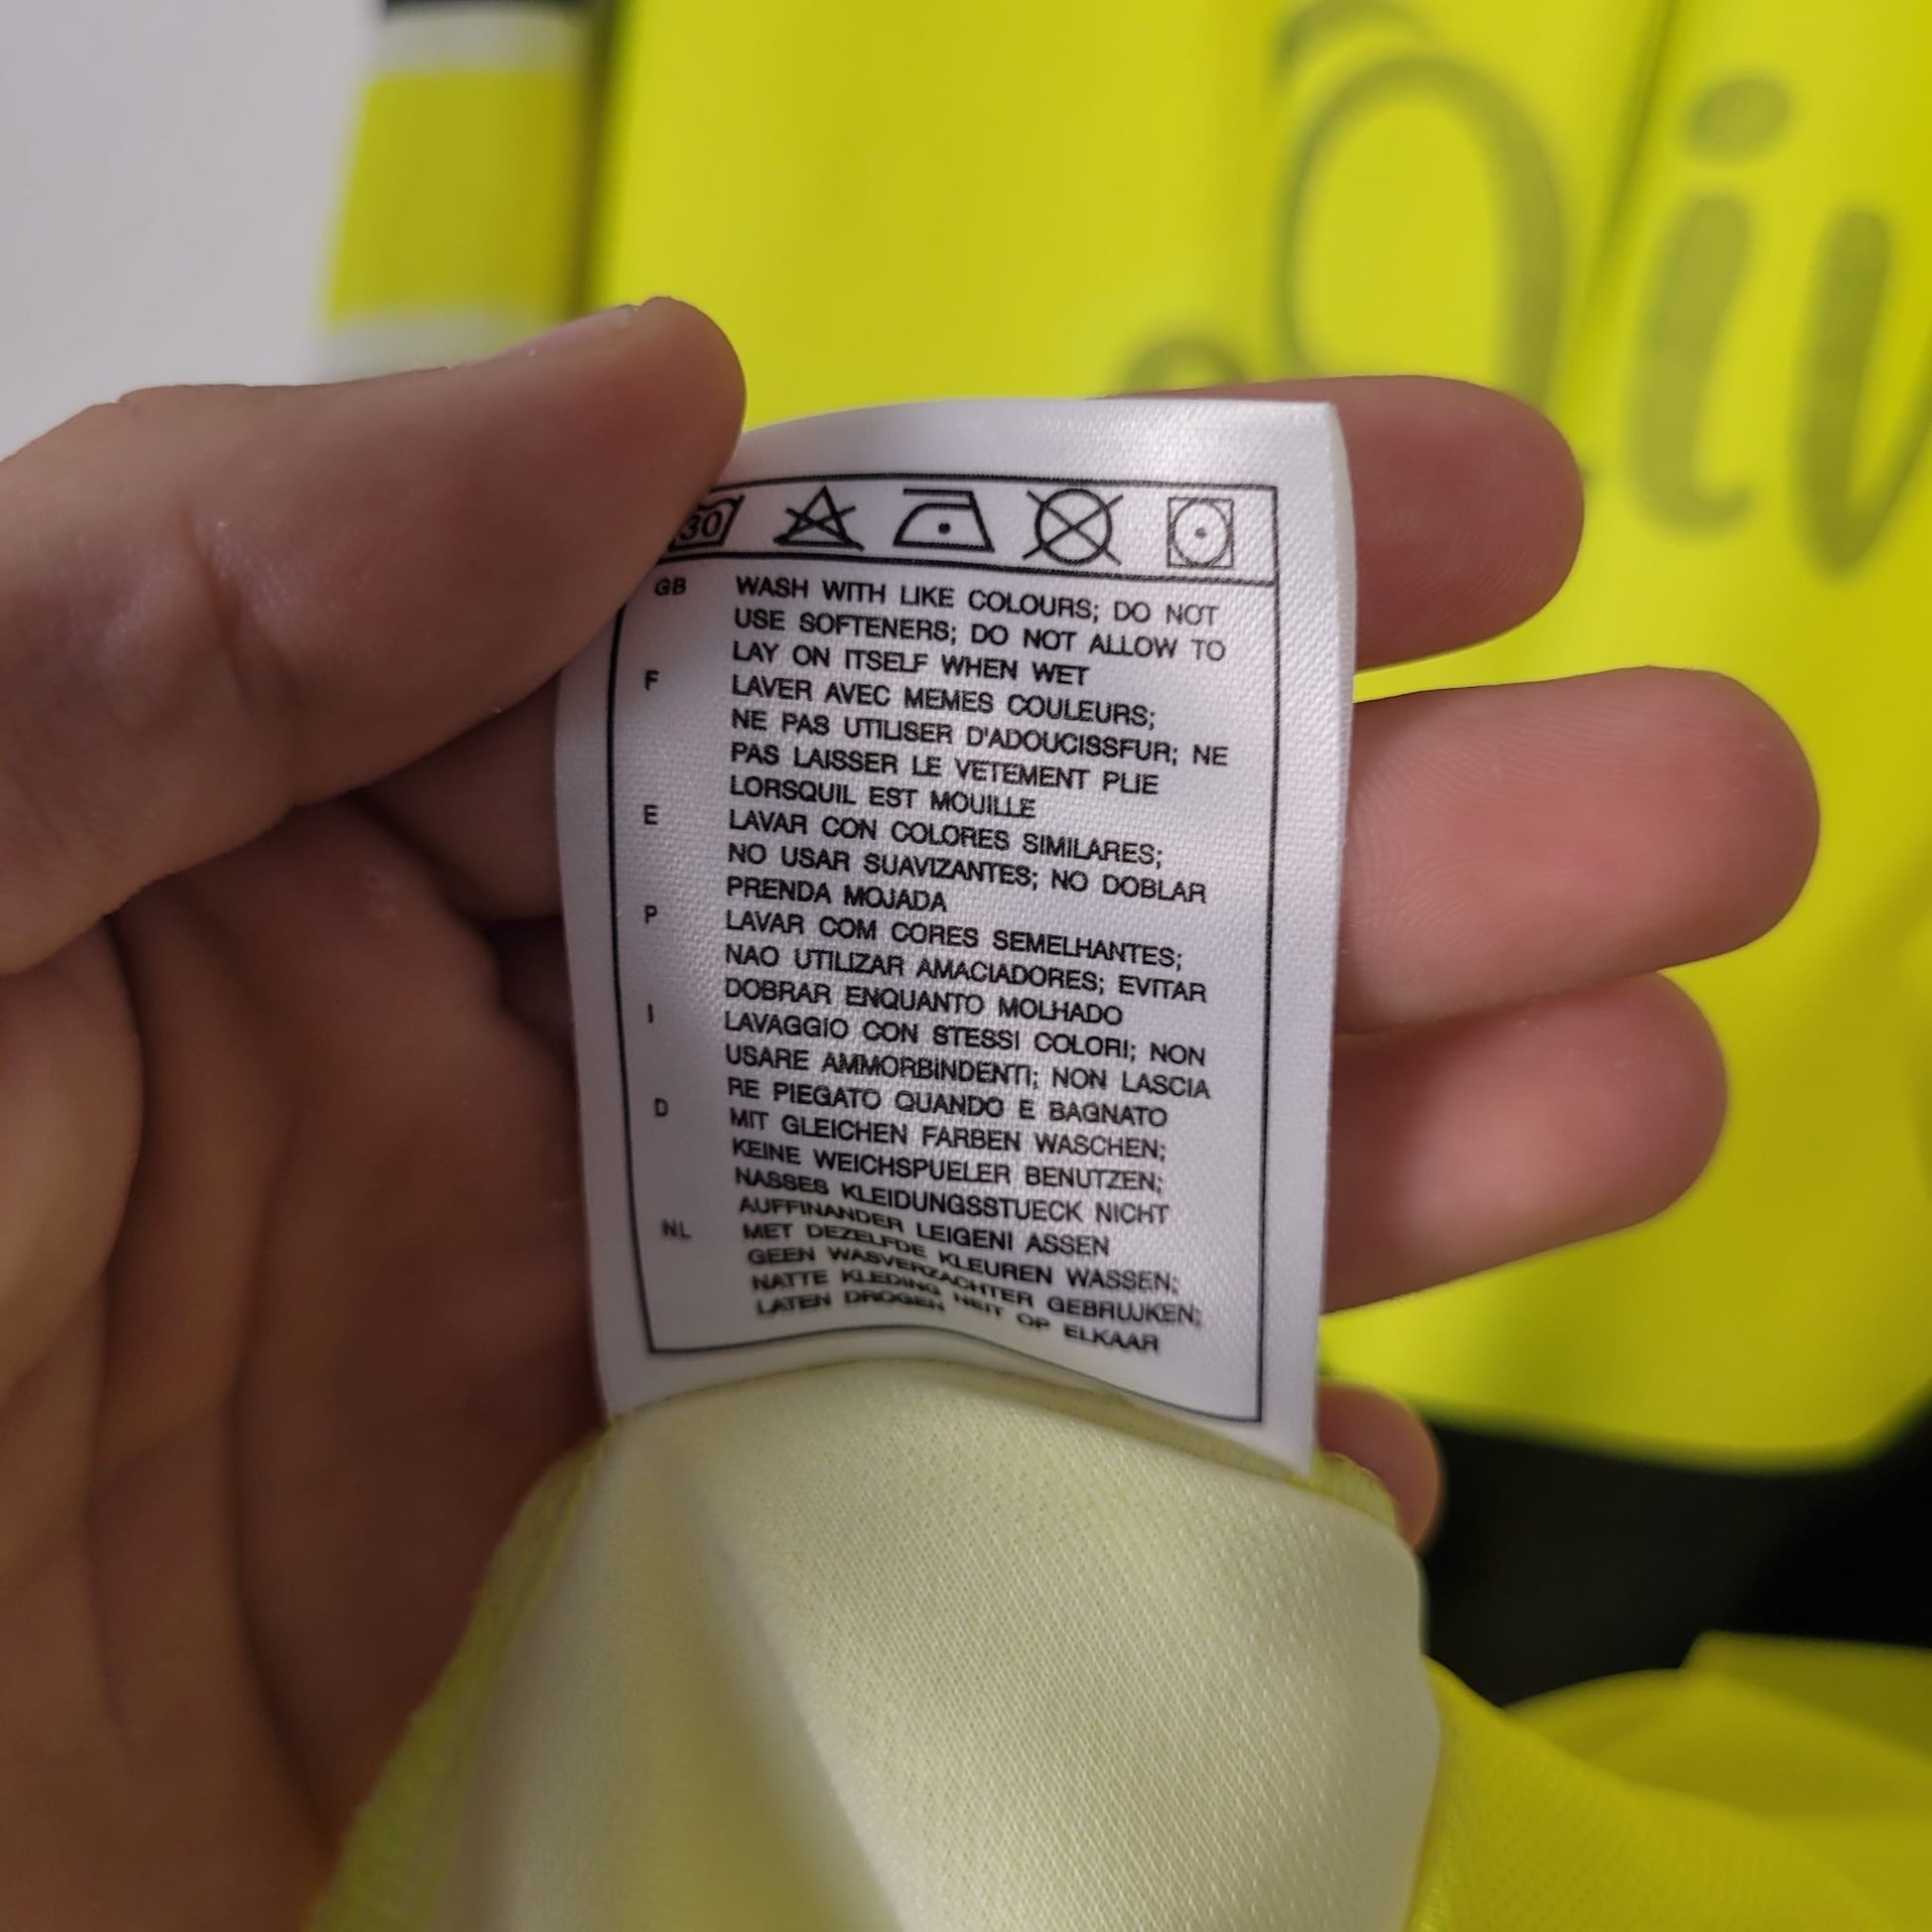 30
GB WASH WITH LIKE COLOURS; DO NOT
USE SOFTENERS; DO NOT ALLOW TO
LAY ON ITSELF WHEN WET
F LAVER AVEC MEMES COULEURS;
NE PAS UTILISER D'ADOUCISSFUR; NE
PAS LAISSER LE VETEMENT PLIE
LORSQUIL EST MOUILLE
E LAVAR CON COLORES SIMILARES;
NO USAR SUAVIZANTES; NO DOBLAR
PRENDA MOJADA
P LAVAR COM CORES SEMELHANTES;
NAO UTILIZAR AMACIADORES; EVITAR
DOBRAR ENQUANTO MOLHADO
I LAVAGGIO CON STESSI COLORI; NON
USARE AMMORBINDENTI; NON LASCIA
RE PIEGATO QUANDO E BAGNATO
D MIT GLEICHEN FARBEN WASCHEN;
KEINE WEICHSPUELER BENUTZEN;
NASSES KLEIDUNGSSTUECK NICHT
AUFFINANDER LEIGENI ASSEN
NL MET DEZELFDE KLEUREN WASSEN;
GEEN WASVERZACHTER GEBRUJKEN;
NATTE KLEDING NEIT OP ELKAAR
LATEN DROGEN